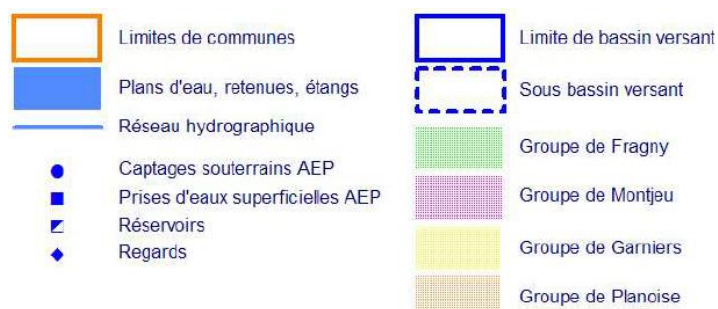 Limites de communes
Plans d'eau, retenues, étangs
Réseau hydrographique
Captages souterrains AEP
Prises d'eaux superficielles AEP
Réservoirs
Regards
Limite de bassin versant
Sous bassin versant
Groupe de Fragny
Groupe de Montjeu
Groupe de Garniers
Groupe de Planoise